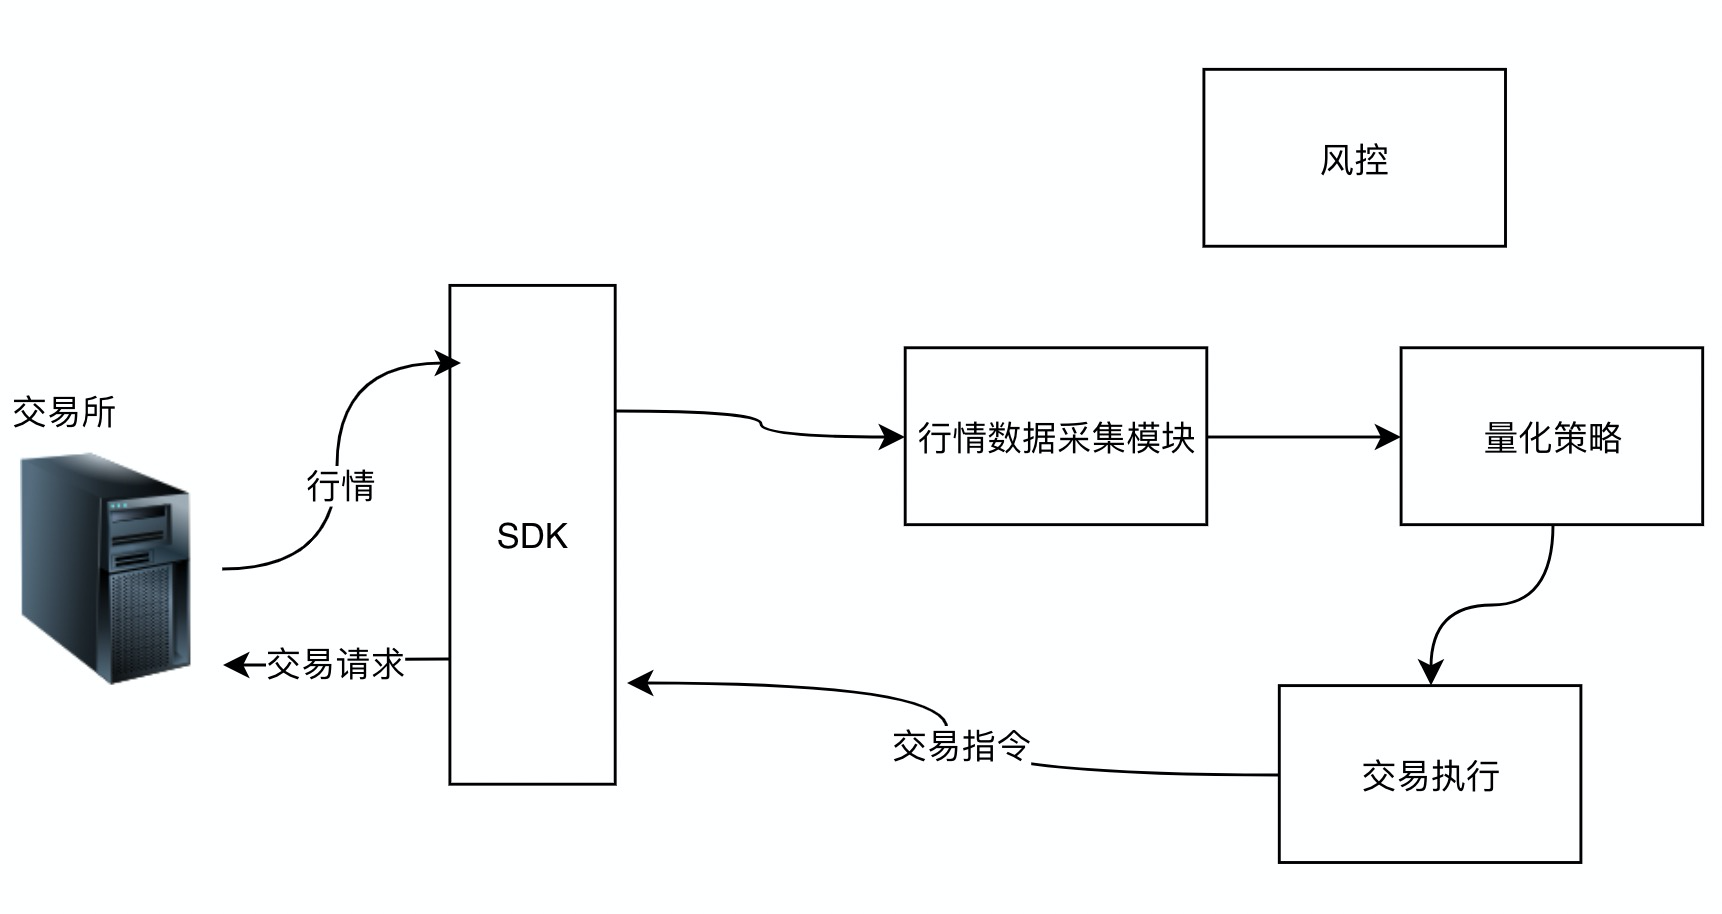 风控
交易所
行情
SDK
行情数据采集模块
量化策略
交易请求
交易指令
交易执行